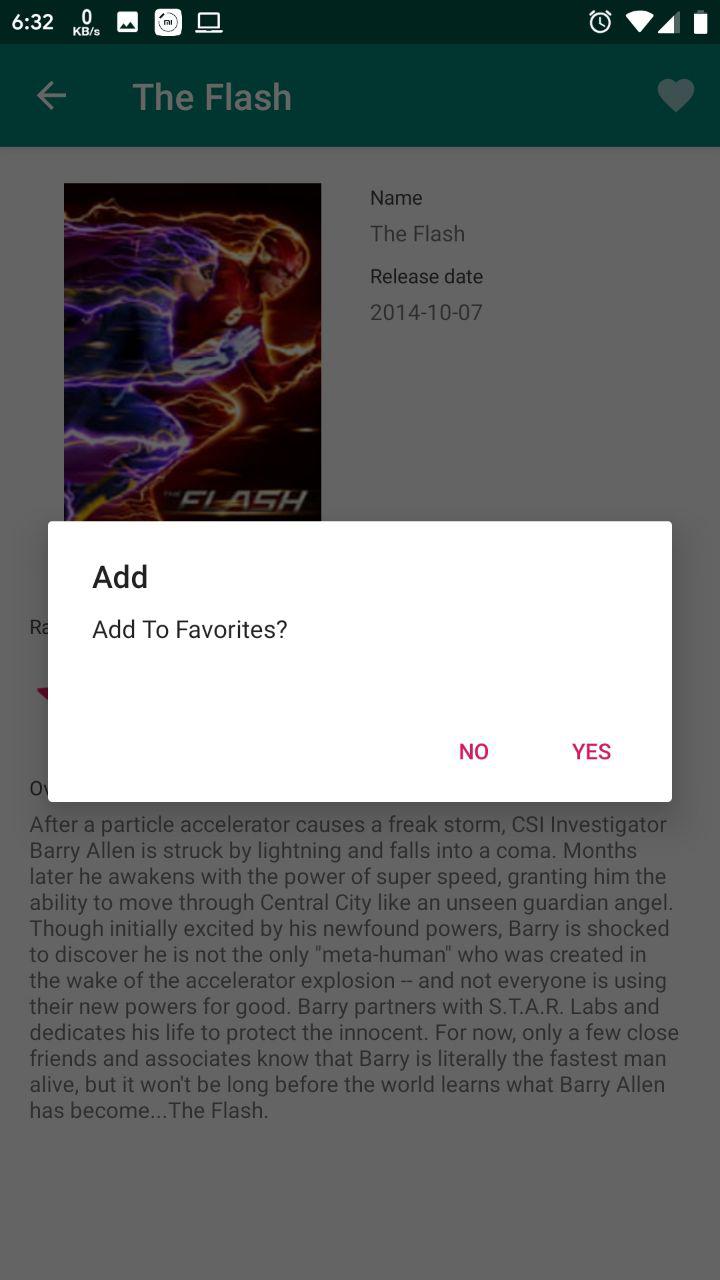 6:32
0
KB/s
The Flash
Name
The Flash
Release date
2014-10-07
THE FLASH
Add
Add To Favorites?
NO
YES
After a particle accelerator causes a freak storm, CSI Investigator
Barry Allen is struck by lightning and falls into a coma. Months
later he awakens with the power of super speed, granting him the
ability to move through Central City like an unseen guardian angel.
Though initially excited by his newfound powers, Barry is shocked
to discover he is not the only "meta-human" who was created in
the wake of the accelerator explosion -- and not everyone is using
their new powers for good. Barry partners with S.T.A.R. Labs and
dedicates his life to protect the innocent. For now, only a few close
friends and associates know that Barry is literally the fastest man
alive, but it won't be long before the world learns what Barry Allen
has become...The Flash.